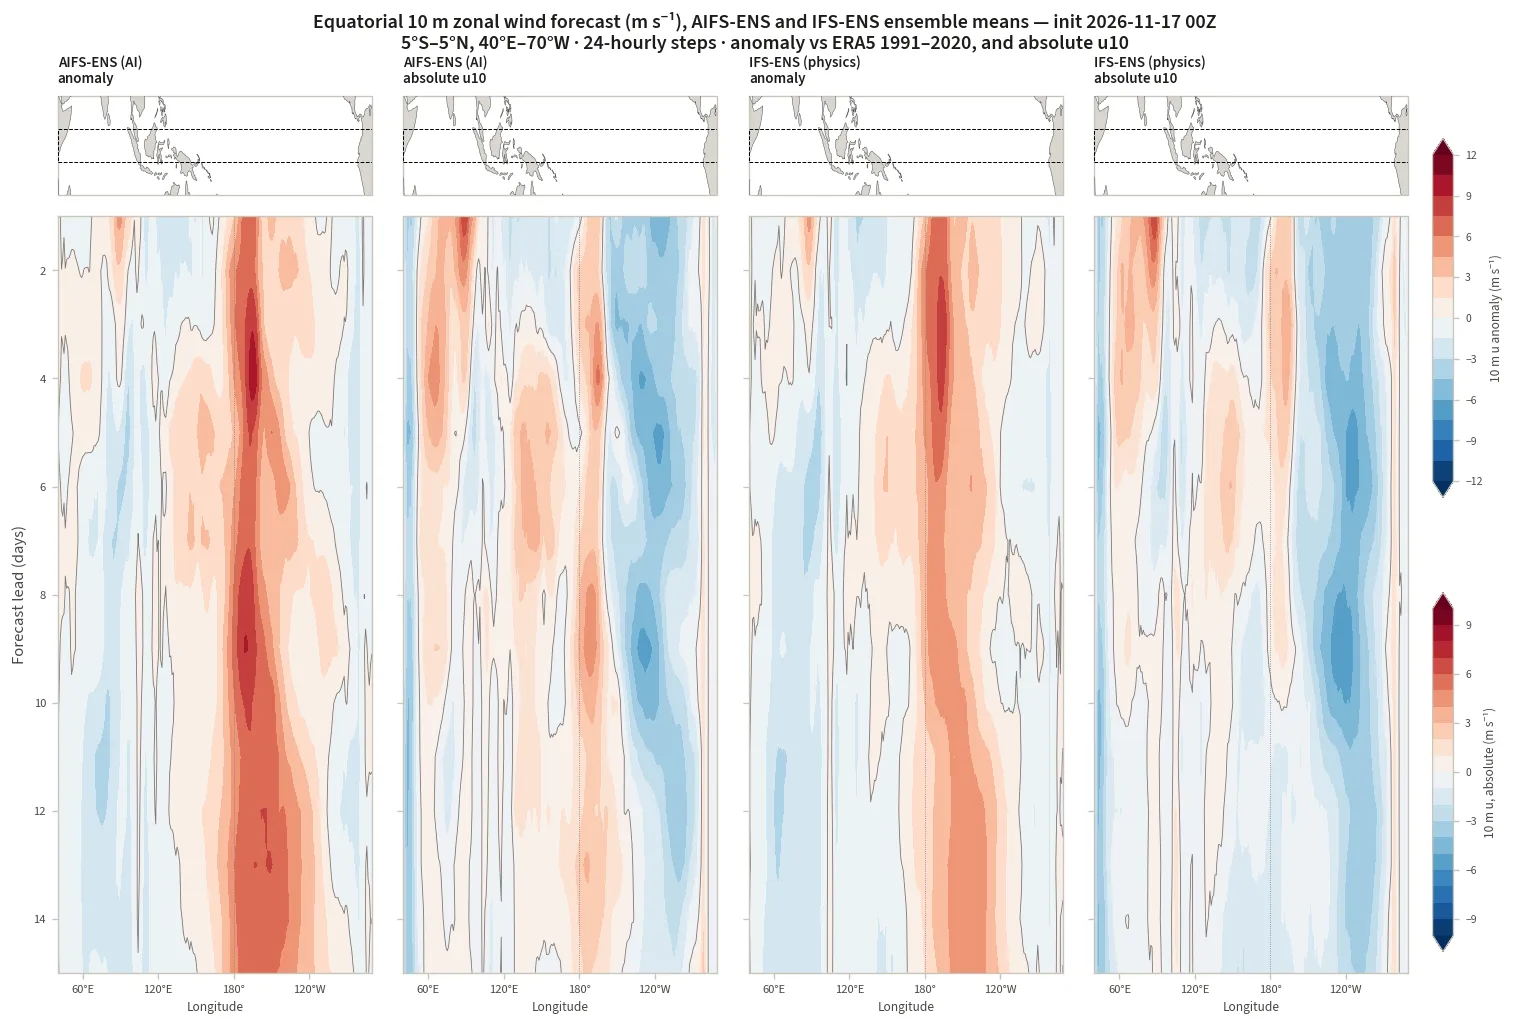 Equatorial 10 m zonal wind forecast (m s⁻¹), AIFS-ENS and IFS-ENS ensemble means — init 2026-11-17 00Z
5°S–5°N, 40°E–70°W · 24-hourly steps · anomaly vs ERA5 1991–2020, and absolute u10
AIFS-ENS (AI)
anomaly
AIFS-ENS (AI)
absolute u10
IFS-ENS (physics)
anomaly
IFS-ENS (physics)
absolute u10
Forecast lead (days)
2
4
6
8
10
12
14
60°E
120°E
180°
120°W
Longitude
60°E
120°E
180°
120°W
Longitude
60°E
120°E
180°
120°W
Longitude
60°E
120°E
180°
120°W
Longitude
12
9
6
3
0
−3
−6
−9
−12
10 m u anomaly (m s⁻¹)
9
6
3
0
−3
−6
−9
10 m u, absolute (m s⁻¹)